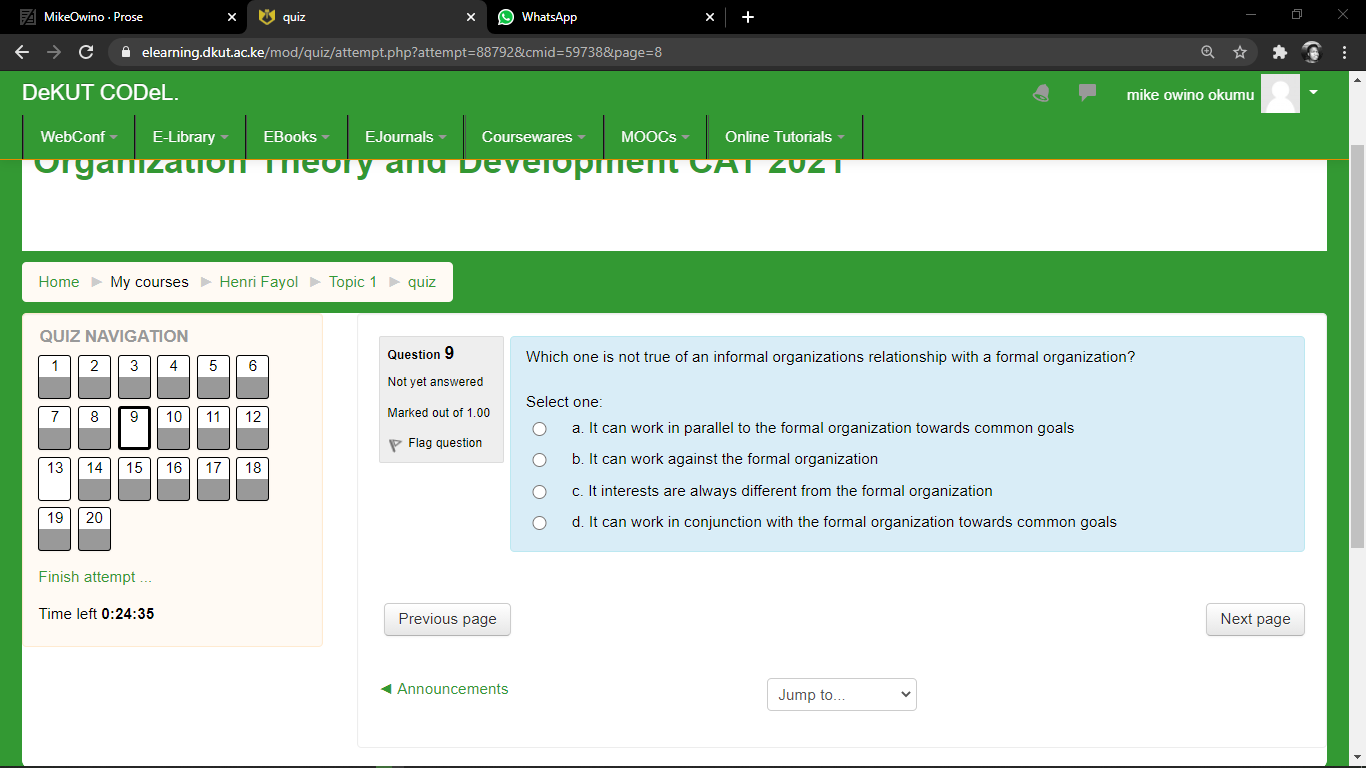 MikeOwino · Prose
quiz
WhatsApp
elearning.dkut.ac.ke/mod/quiz/attempt.php?attempt=88792&cmid=59738&page=8
DeKUT CODeL.
mike owino okumu
WebConf
E-Library
EBooks
EJournals
Coursewares
MOOCs
Online Tutorials
Organization Theory and Development CAT 2021
Home ► My courses ► Henri Fayol ► Topic 1 ► quiz
QUIZ NAVIGATION
1 2 3 4 5 6
7 8 9 10 11 12
13 14 15 16 17 18
19 20
Finish attempt ...
Time left 0:24:35
Question 9
Not yet answered
Marked out of 1.00
Flag question
Which one is not true of an informal organizations relationship with a formal organization?
Select one:
a. It can work in parallel to the formal organization towards common goals
b. It can work against the formal organization
c. It interests are always different from the formal organization
d. It can work in conjunction with the formal organization towards common goals
Previous page
Next page
◄ Announcements
Jump to...